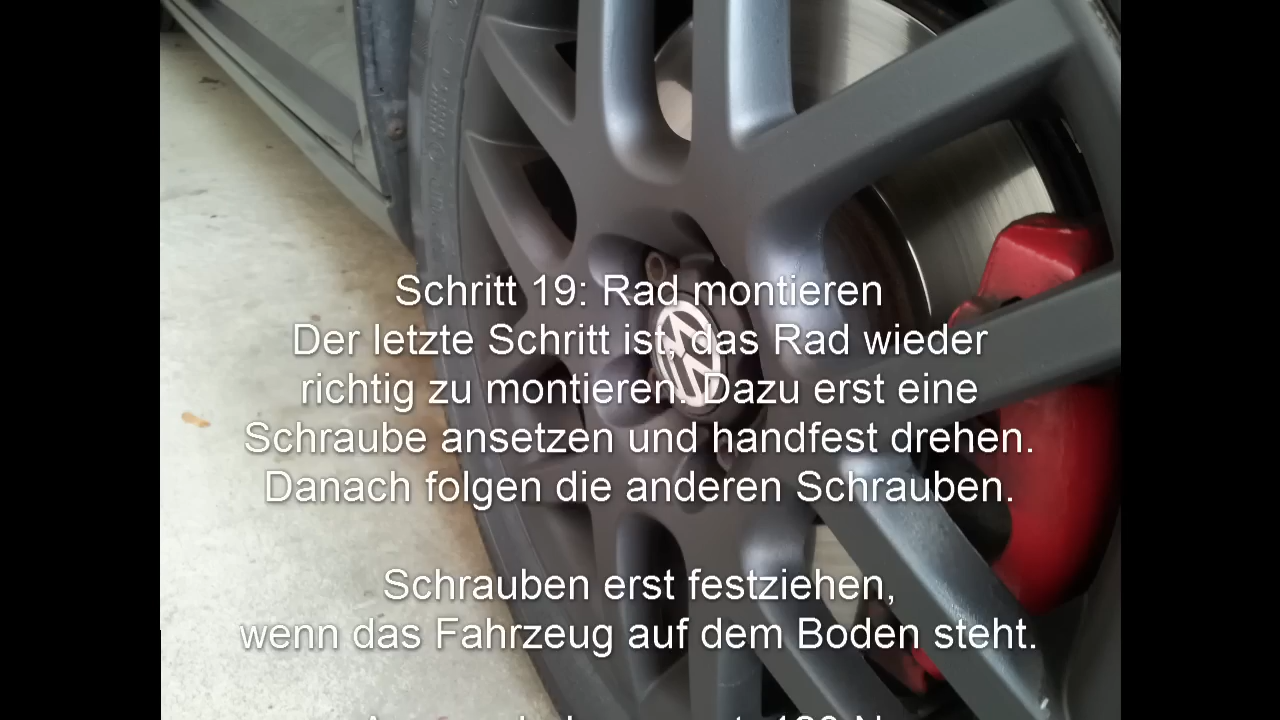 Schritt 19: Rad montieren
Der letzte Schritt ist, das Rad wieder
richtig zu montieren. Dazu erst eine
Schraube ansetzen und handfest drehen.
Danach folgen die anderen Schrauben.
Schrauben erst festziehen,
wenn das Fahrzeug auf dem Boden steht.